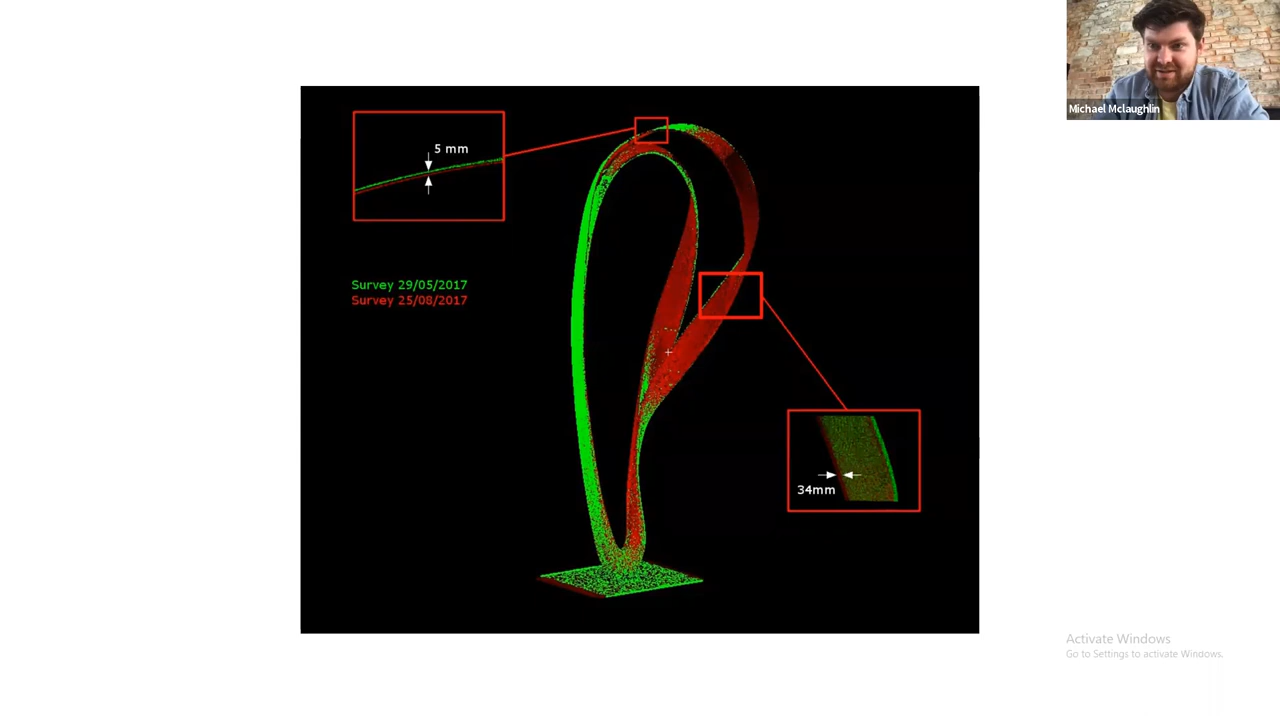 Michael Mclaughlin
5 mm
Survey 29/05/2017
Survey 25/08/2017
34mm
Activate Windows
Go to Settings to activate Windows.